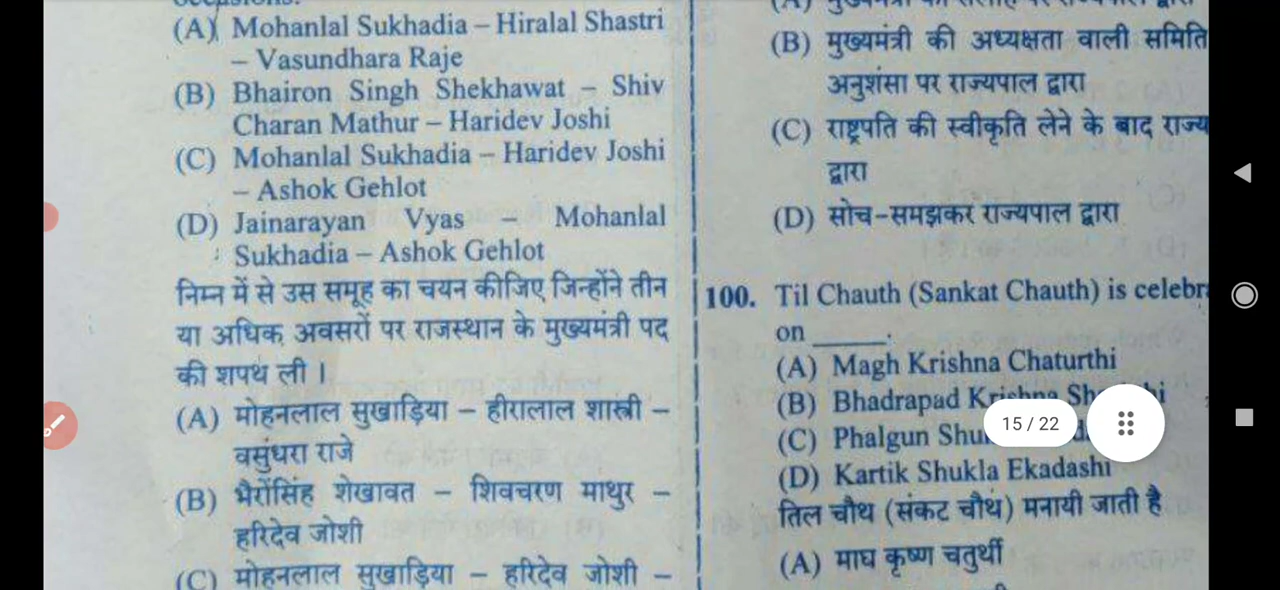 (A) Mohanlal Sukhadia – Hiralal Shastri
– Vasundhara Raje
(B) Bhairon Singh Shekhawat – Shiv
Charan Mathur – Haridev Joshi
(C) Mohanlal Sukhadia – Haridev Joshi
– Ashok Gehlot
(D) Jainarayan Vyas – Mohanlal
Sukhadia – Ashok Gehlot
निम्न में से उस समूह का चयन कीजिए जिन्होंने तीन
या अधिक अवसरों पर राजस्थान के मुख्यमंत्री पद
की शपथ ली ।
(A) मोहनलाल सुखाड़िया – हीरालाल शास्त्री –
वसुंधरा राजे
(B) भैरोंसिंह शेखावत – शिवचरण माथुर –
हरिदेव जोशी
(C) मोहनलाल सुखाड़िया – हरिदेव जोशी –
(B) मुख्यमंत्री की अध्यक्षता वाली समिति
अनुशंसा पर राज्यपाल द्वारा
(C) राष्ट्रपति की स्वीकृति लेने के बाद राज्य
द्वारा
(D) सोच-समझकर राज्यपाल द्वारा
100. Til Chauth (Sankat Chauth) is celebr
on ______.
(A) Magh Krishna Chaturthi
(B) Bhadrapad Krishna
(C) Phalgun
(D) Kartik Shukla Ekadashi
तिल चौथ (संकट चौथ) मनायी जाती है
(A) माघ कृष्ण चतुर्थी
15 / 22